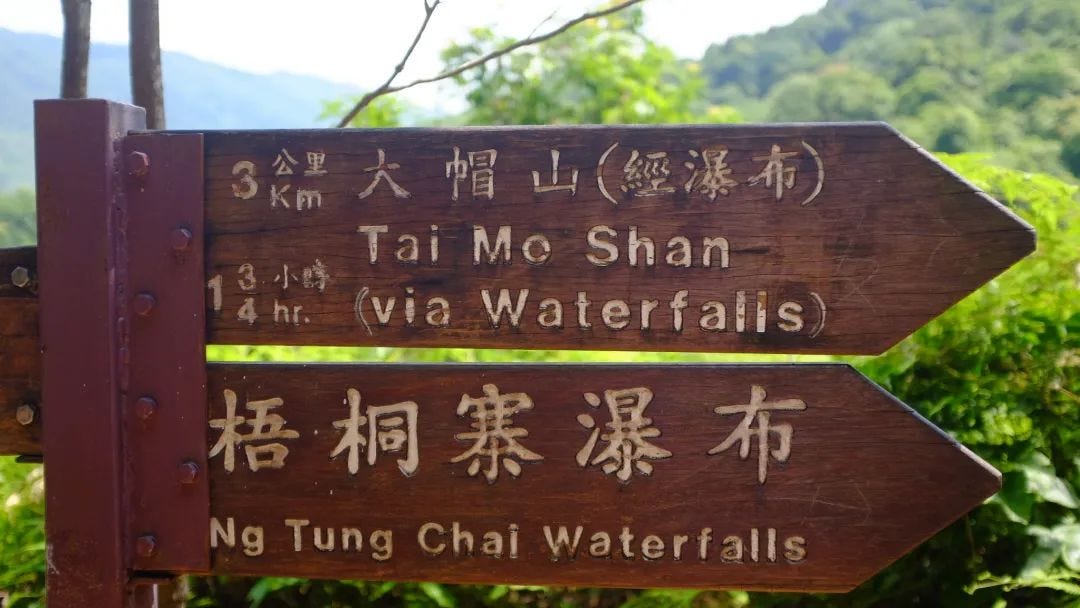 3 公里 Km 大帽山(經瀑布)
Tai Mo Shan
1 3/4 小時 hr. (via Waterfalls)
梧桐寨瀑布
Ng Tung Chai Waterfalls